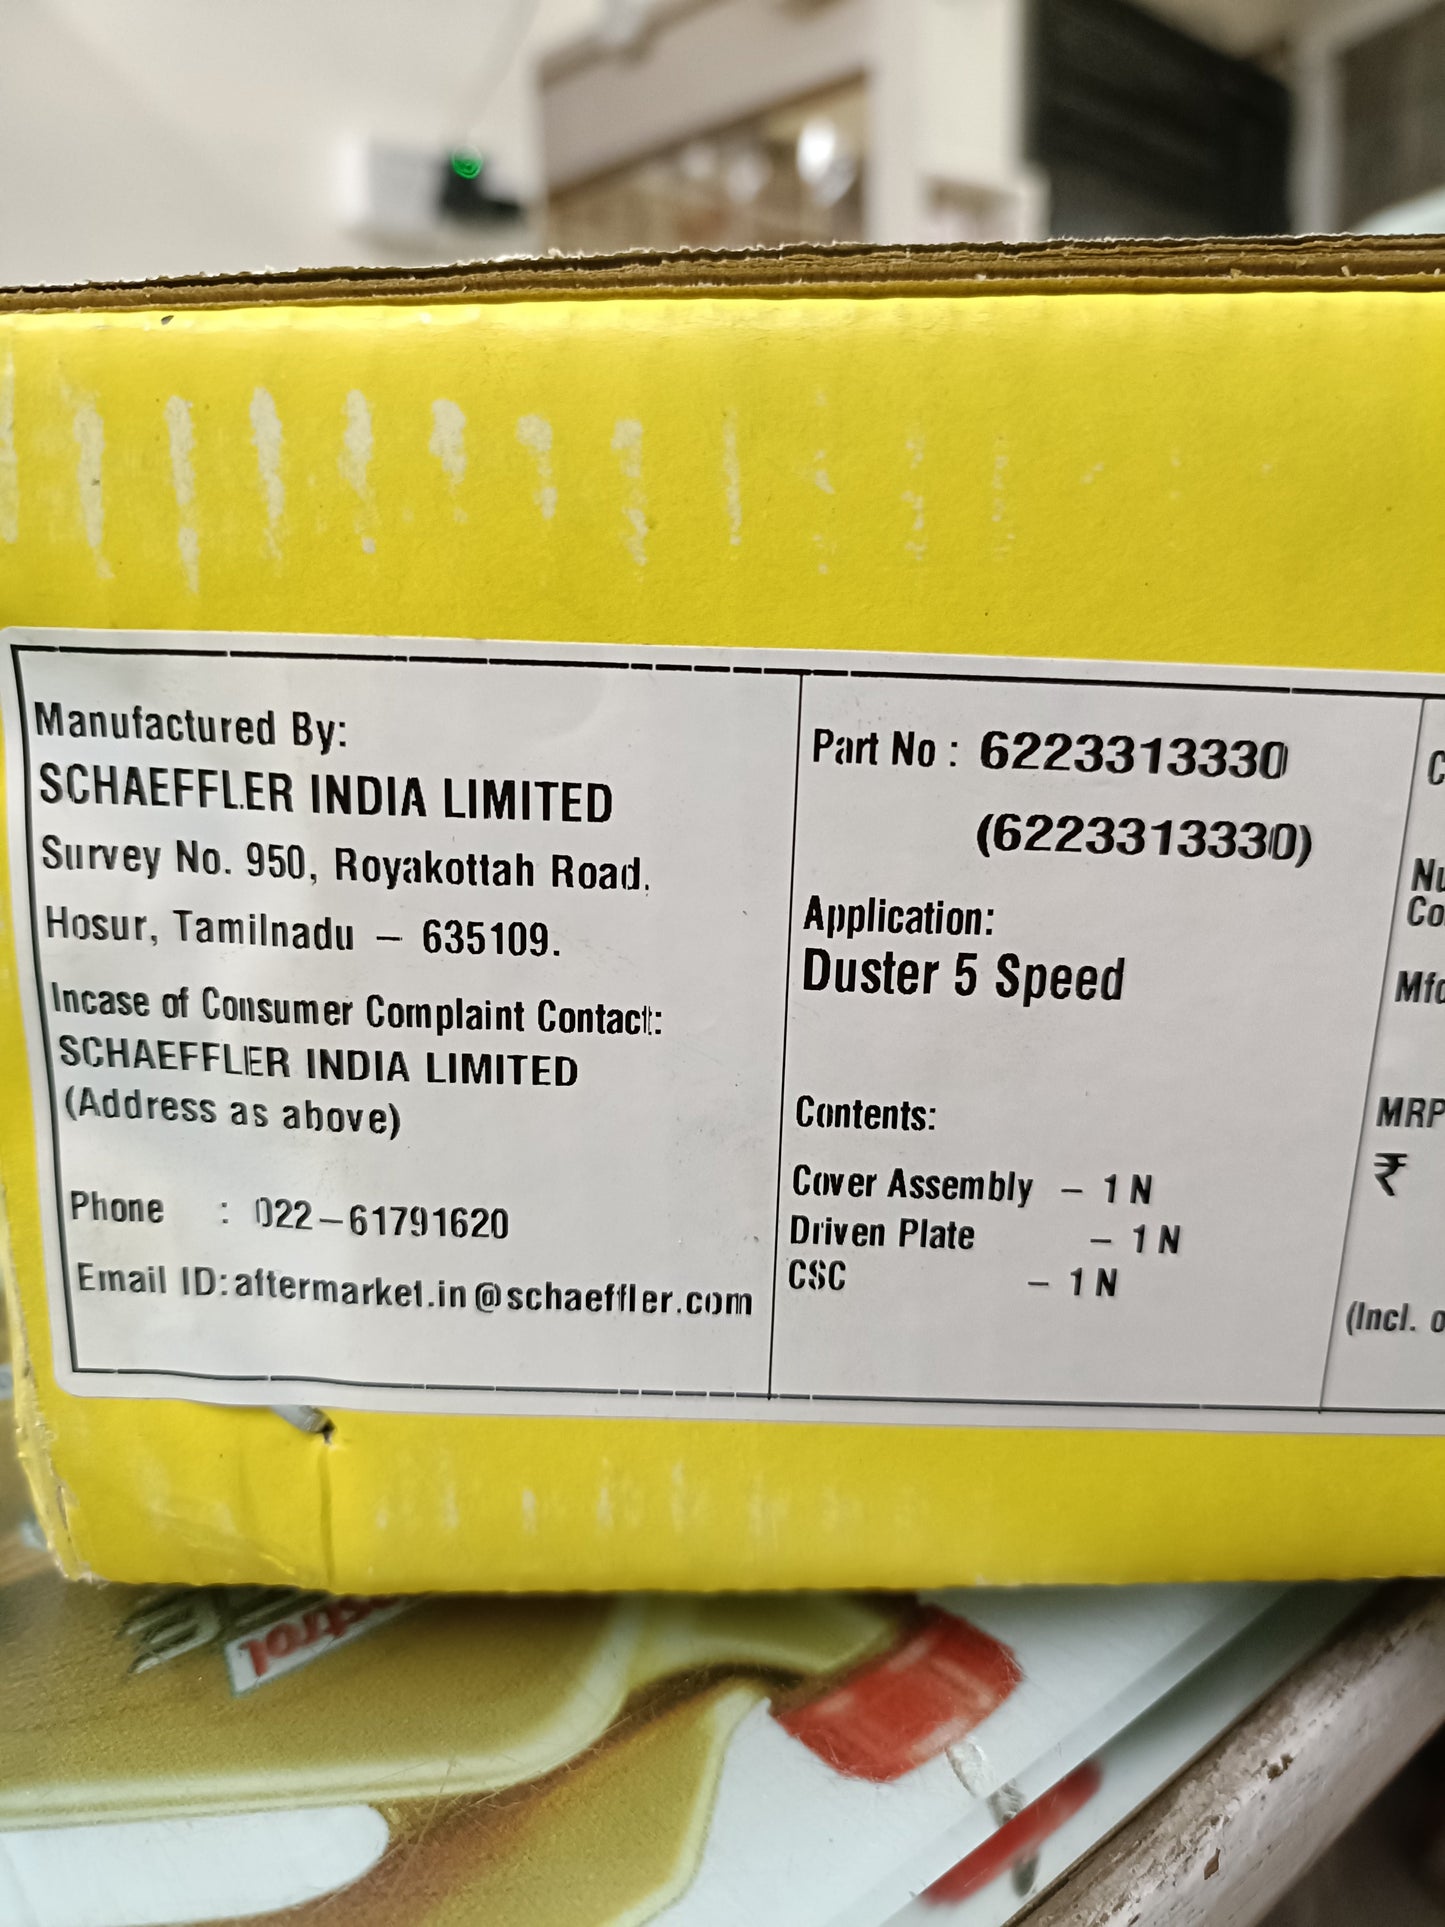 Manufactured By:
SCHAEFFLER INDIA LIMITED
Survey No. 950, Royakottah Road,
Hosur, Tamilnadu – 635109.
Incase of Consumer Complaint Contact:
SCHAEFFLER INDIA LIMITED
(Address as above)
Phone : 022–61791620
Email ID:aftermarket.in@schaeffler.com
Part No : 6223313330
(6223313330)
Application:
Duster 5 Speed
Contents:
Cover Assembly – 1 N
Driven Plate – 1 N
CSC – 1 N
MRP
₹
(Incl.